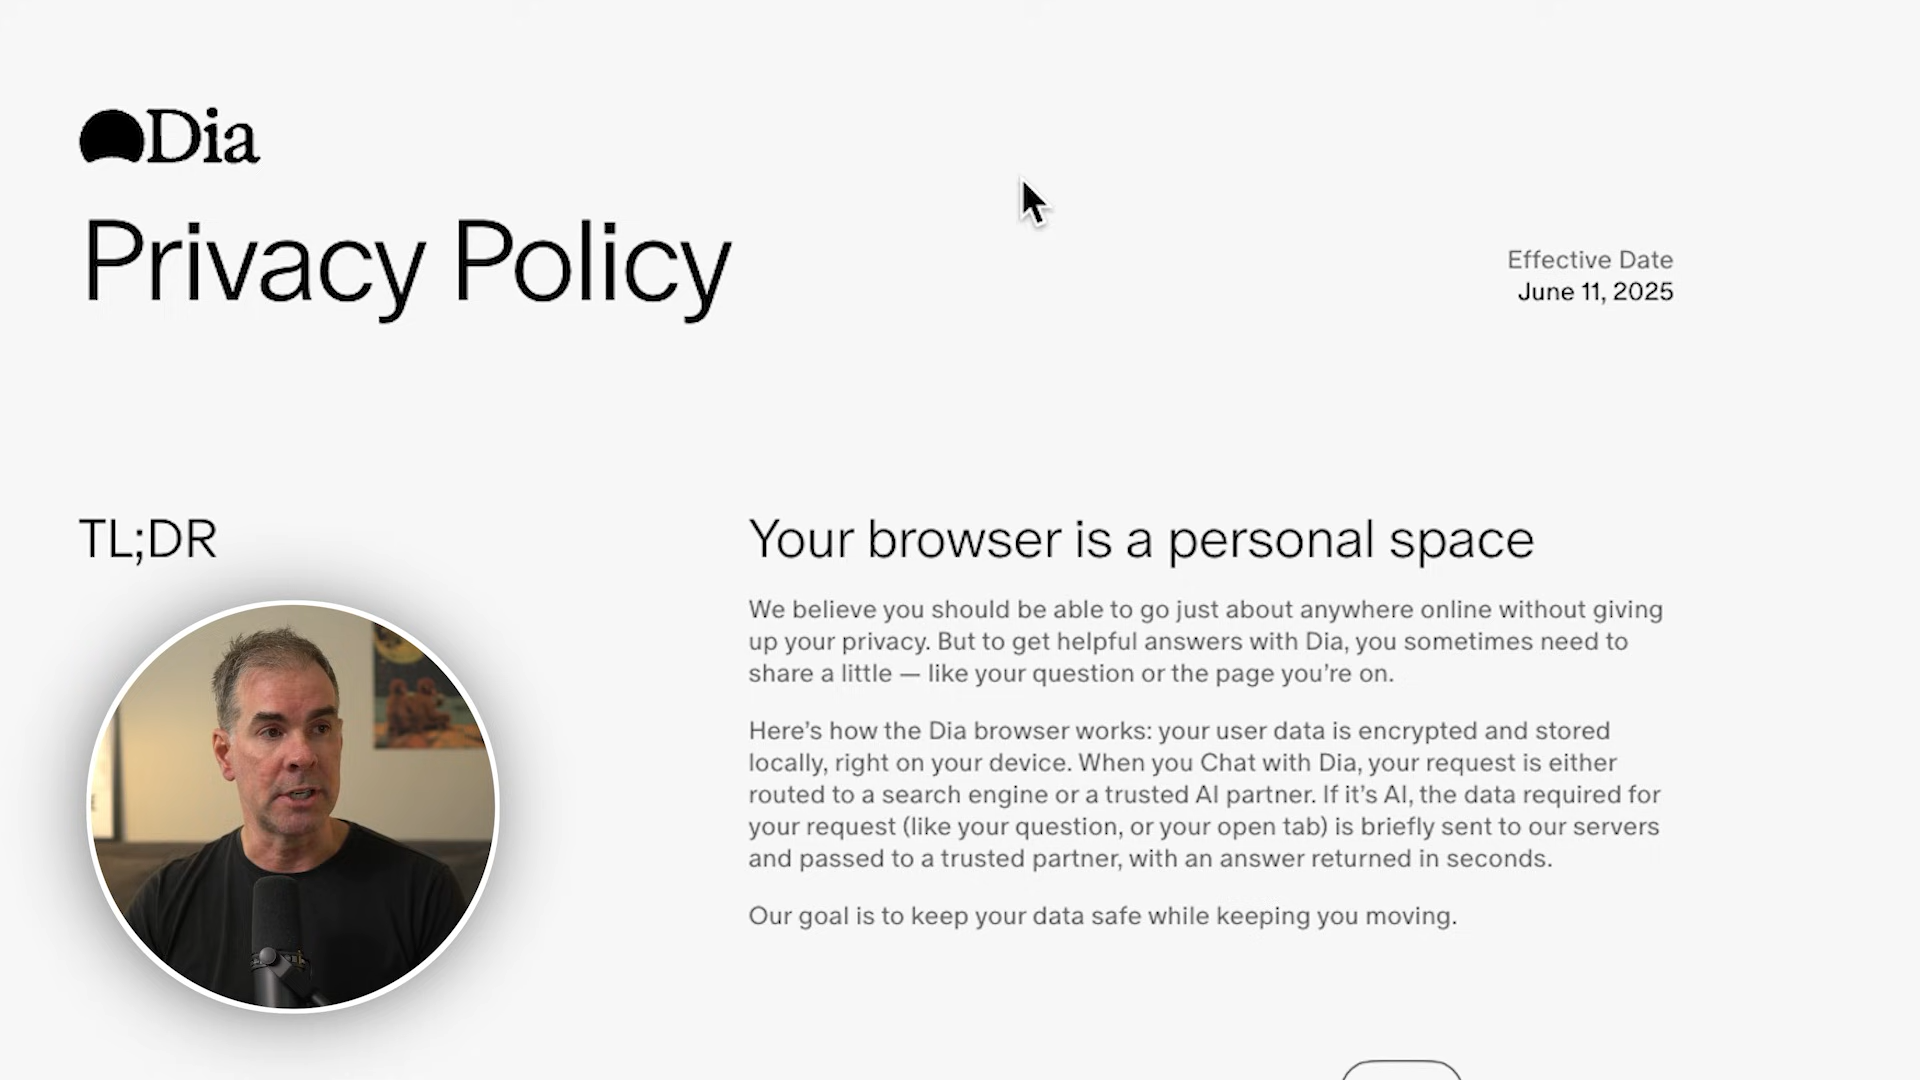 Dia
Privacy Policy
Effective Date
June 11, 2025
TL;DR
Your browser is a personal space
We believe you should be able to go just about anywhere online without giving
up your privacy. But to get helpful answers with Dia, you sometimes need to
share a little — like your question or the page you’re on.
Here’s how the Dia browser works: your user data is encrypted and stored
locally, right on your device. When you Chat with Dia, your request is either
routed to a search engine or a trusted AI partner. If it’s AI, the data required for
your request (like your question, or your open tab) is briefly sent to our servers
and passed to a trusted partner, with an answer returned in seconds.
Our goal is to keep your data safe while keeping you moving.